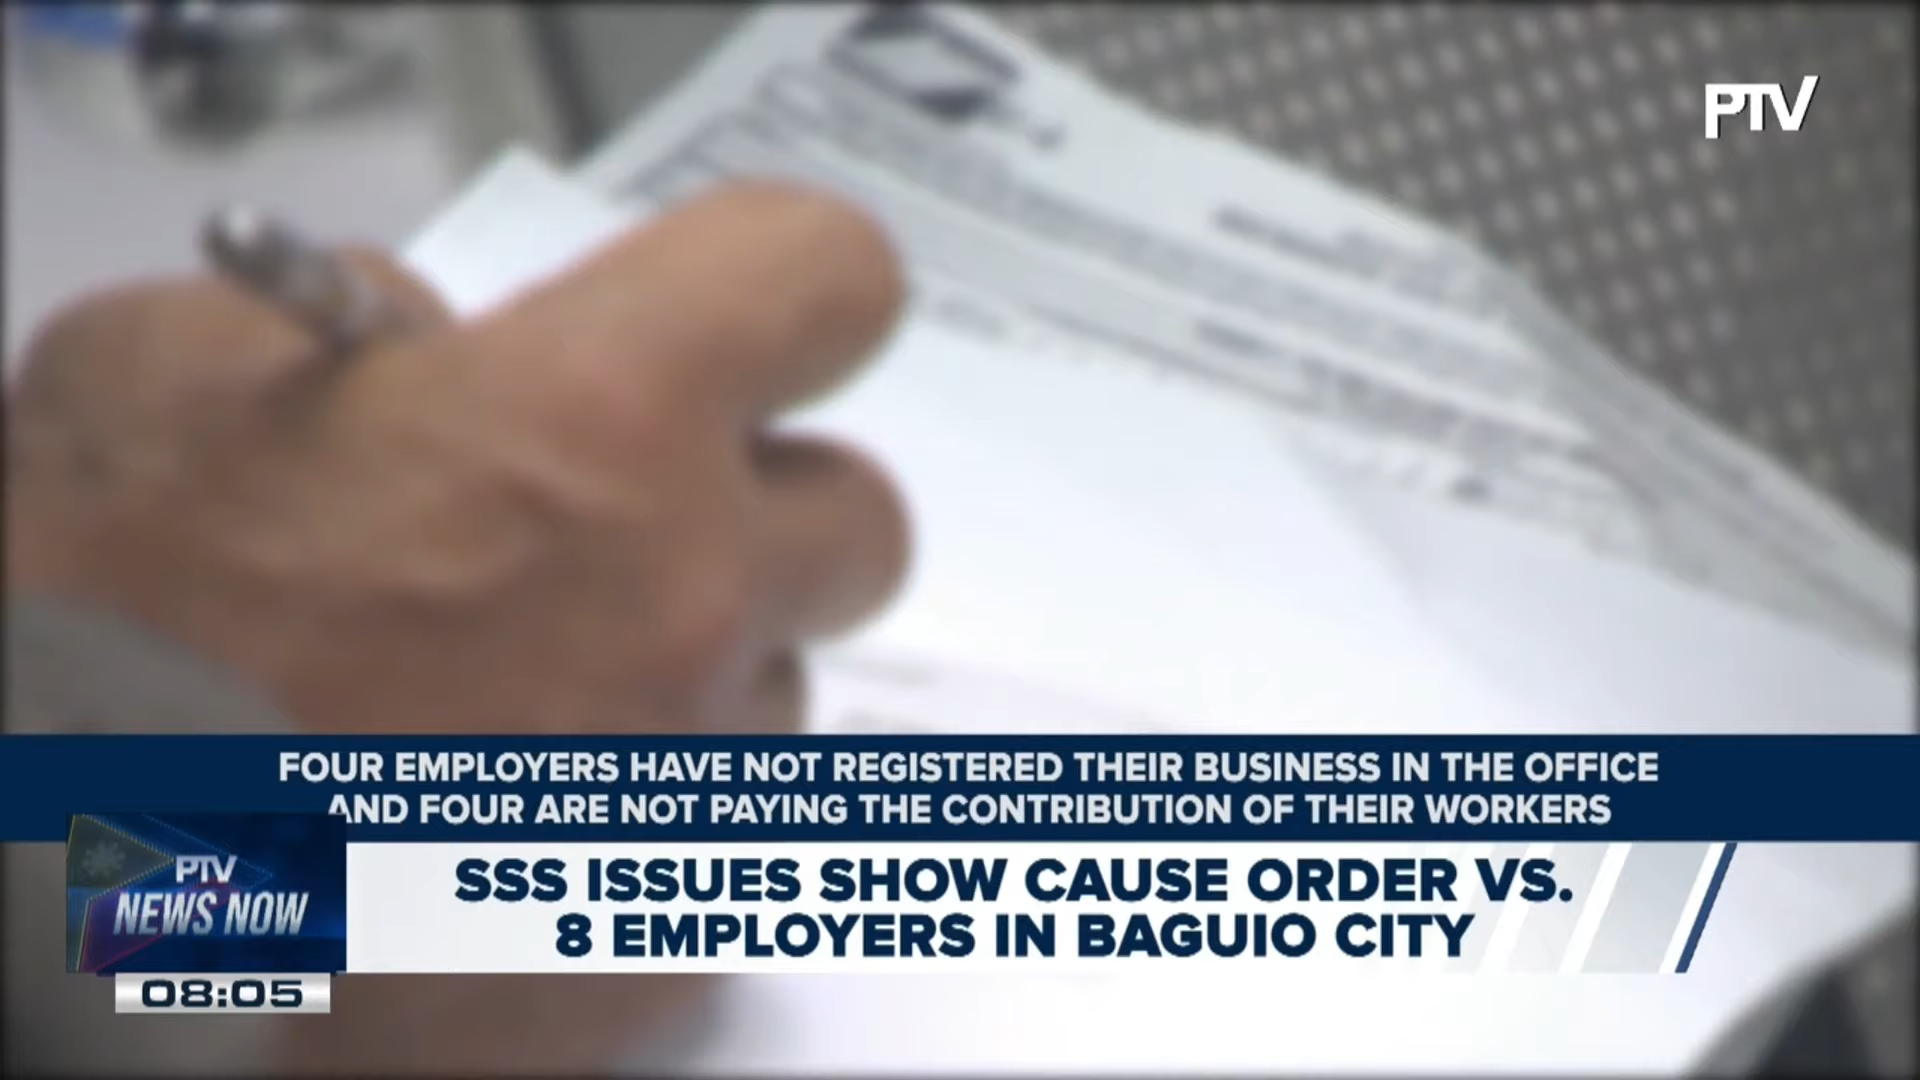 PTV
FOUR EMPLOYERS HAVE NOT REGISTERED THEIR BUSINESS IN THE OFFICE
AND FOUR ARE NOT PAYING THE CONTRIBUTION OF THEIR WORKERS
SSS ISSUES SHOW CAUSE ORDER VS.
8 EMPLOYERS IN BAGUIO CITY
PTV
NEWS NOW
08:05